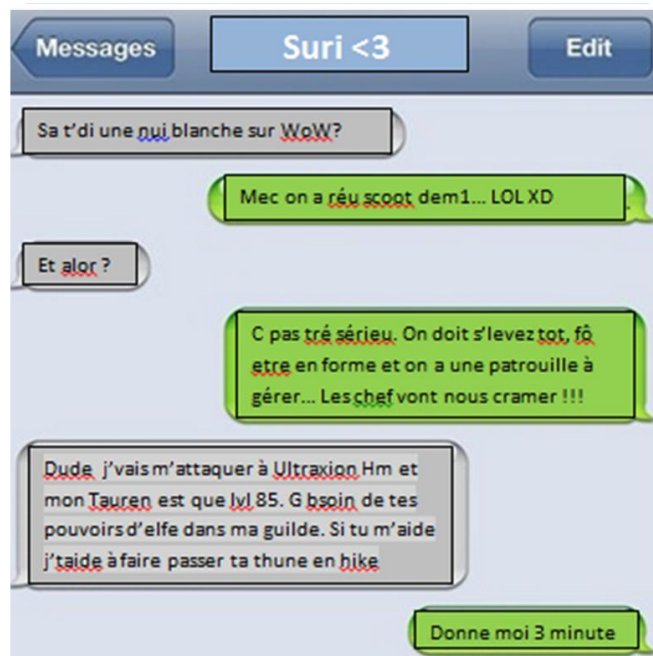 Messages
Suri <3
Edit
Sa t'di une nui blanche sur WoW?
Mec on a réu scoot dem1... LOL XD
Et alor ?
C pas tré sérieu. On doit s'levez tot, fô
etre en forme et on a une patrouille à
gérer... Les chef vont nous cramer !!!
Dude j'vais m'attaquer à Ultraxion Hm et
mon Tauren est que lvl 85. G bsoin de tes
pouvoirs d'elfe dans ma guilde. Si tu m'aide
j'taide à faire passer ta thune en hike
Donne moi 3 minute